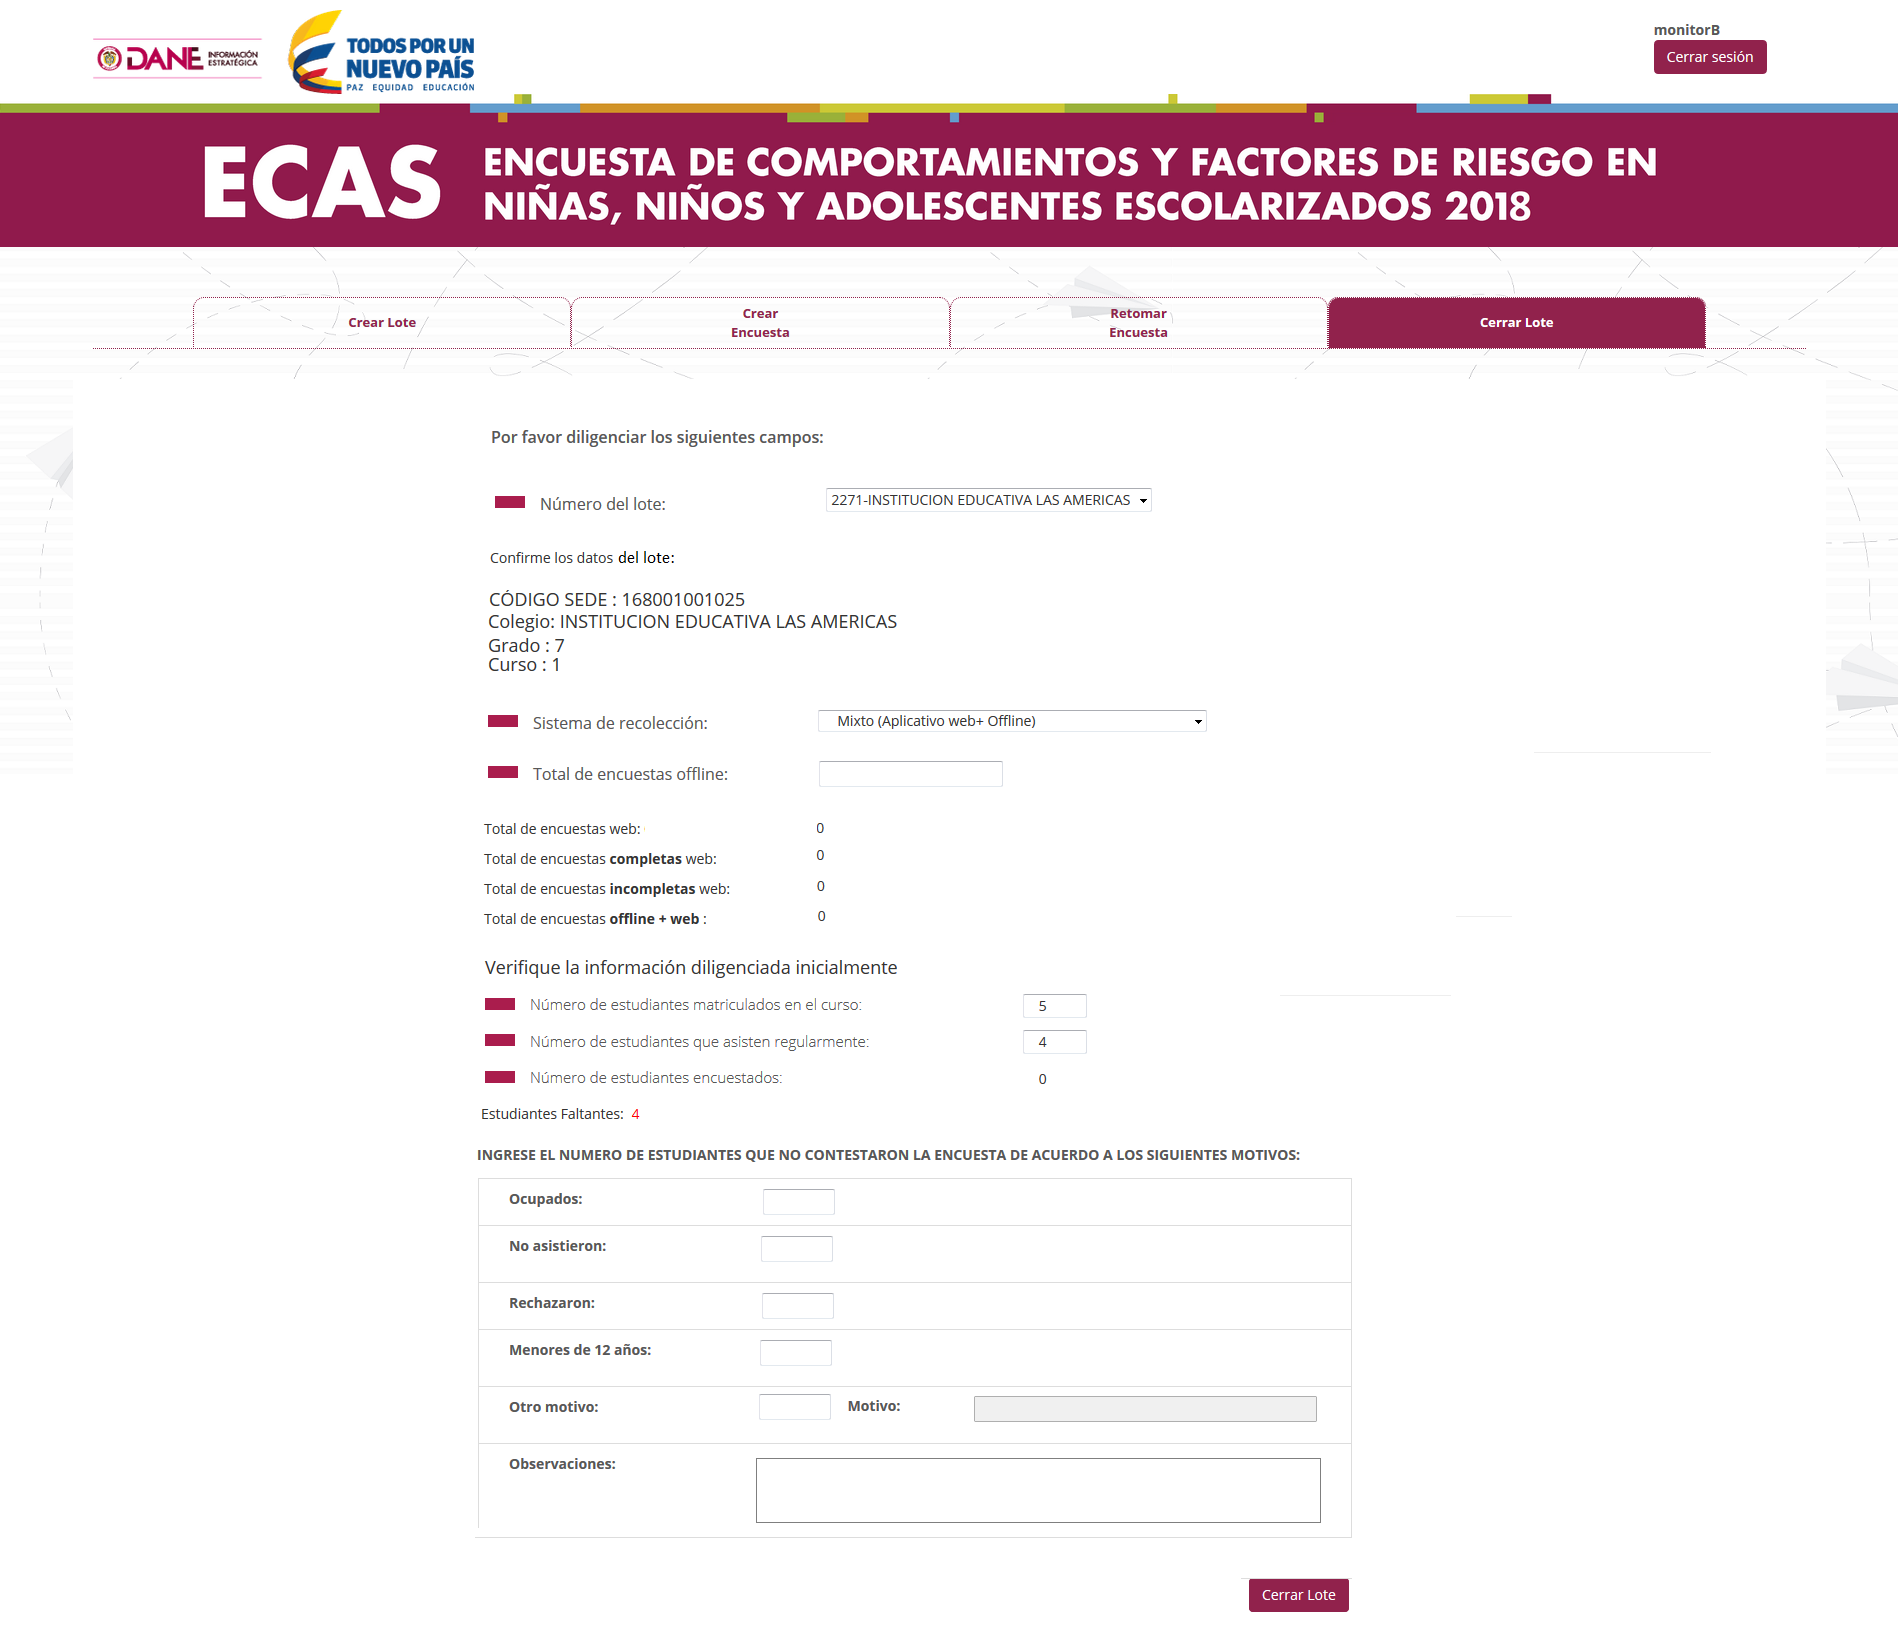 DANE INFORMACIÓN ESTRATÉGICA
TODOS POR UN
NUEVO PAÍS
PAZ EQUIDAD EDUCACIÓN
monitorB
Cerrar sesión
ECAS
ENCUESTA DE COMPORTAMIENTOS Y FACTORES DE RIESGO EN
NIÑAS, NIÑOS Y ADOLESCENTES ESCOLARIZADOS 2018
Crear Lote
Crear
Encuesta
Retomar
Encuesta
Cerrar Lote
Por favor diligenciar los siguientes campos:
Número del lote: 2271-INSTITUCION EDUCATIVA LAS AMERICAS
Confirme los datos del lote:
CÓDIGO SEDE : 168001001025
Colegio: INSTITUCION EDUCATIVA LAS AMERICAS
Grado : 7
Curso : 1
Sistema de recolección: Mixto (Aplicativo web+ Offline)
Total de encuestas offline:
Total de encuestas web: 0
Total de encuestas completas web: 0
Total de encuestas incompletas web: 0
Total de encuestas offline + web : 0
Verifique la información diligenciada inicialmente
Número de estudiantes matriculados en el curso: 5
Número de estudiantes que asisten regularmente: 4
Número de estudiantes encuestados: 0
Estudiantes Faltantes: 4
INGRESE EL NUMERO DE ESTUDIANTES QUE NO CONTESTARON LA ENCUESTA DE ACUERDO A LOS SIGUIENTES MOTIVOS:
Ocupados:
No asistieron:
Rechazaron:
Menores de 12 años:
Otro motivo: Motivo:
Observaciones:
Cerrar Lote